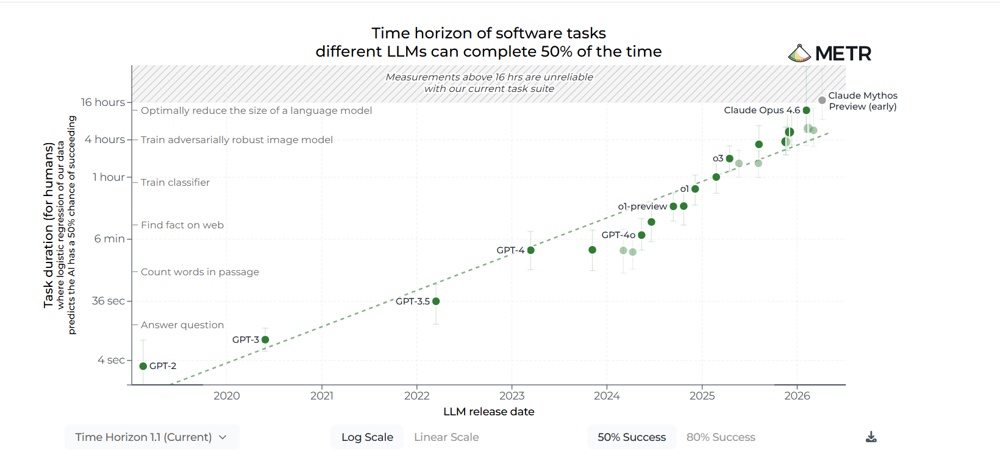 Time horizon of software tasks
different LLMs can complete 50% of the time
METR
Measurements above 16 hrs are unreliable
with our current task suite
Task duration (for humans)
where logistic regression of our data
predicts the AI has a 50% chance of succeeding
16 hours
4 hours
1 hour
6 min
36 sec
4 sec
Optimally reduce the size of a language model
Train adversarially robust image model
Train classifier
Find fact on web
Count words in passage
Answer question
Claude Mythos
Preview (early)
Claude Opus 4.6
o3
o1
o1-preview
GPT-4o
GPT-4
GPT-3.5
GPT-3
GPT-2
2020
2021
2022
2023
2024
2025
2026
LLM release date
Time Horizon 1.1 (Current)
Log Scale
Linear Scale
50% Success
80% Success